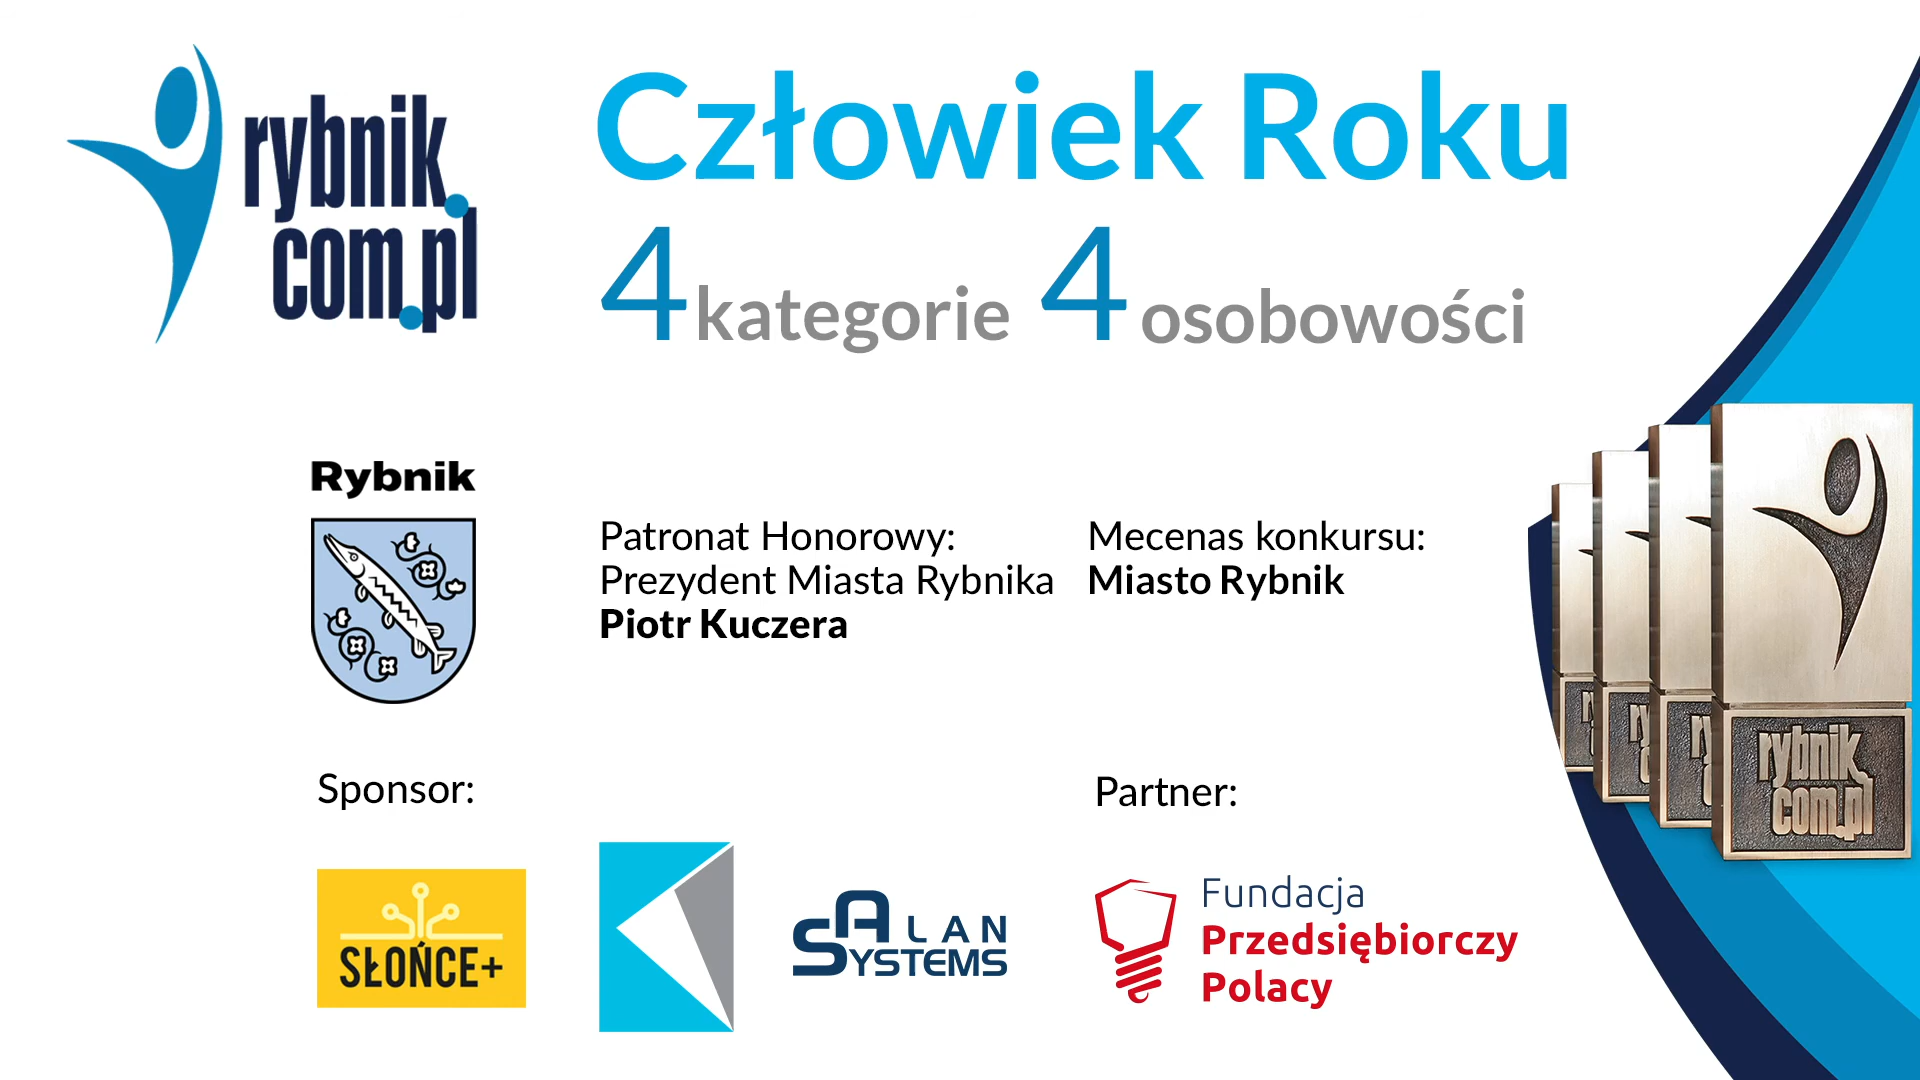 rybnik.
com.pl
Człowiek Roku
4 kategorie 4 osobowości
Rybnik
Patronat Honorowy:
Prezydent Miasta Rybnika
Piotr Kuczera
Mecenas konkursu:
Miasto Rybnik
Sponsor:
SŁOŃCE+
ALAN
SYSTEMS
Partner:
Fundacja
Przedsiębiorczy
Polacy
rybnik.
com.pl